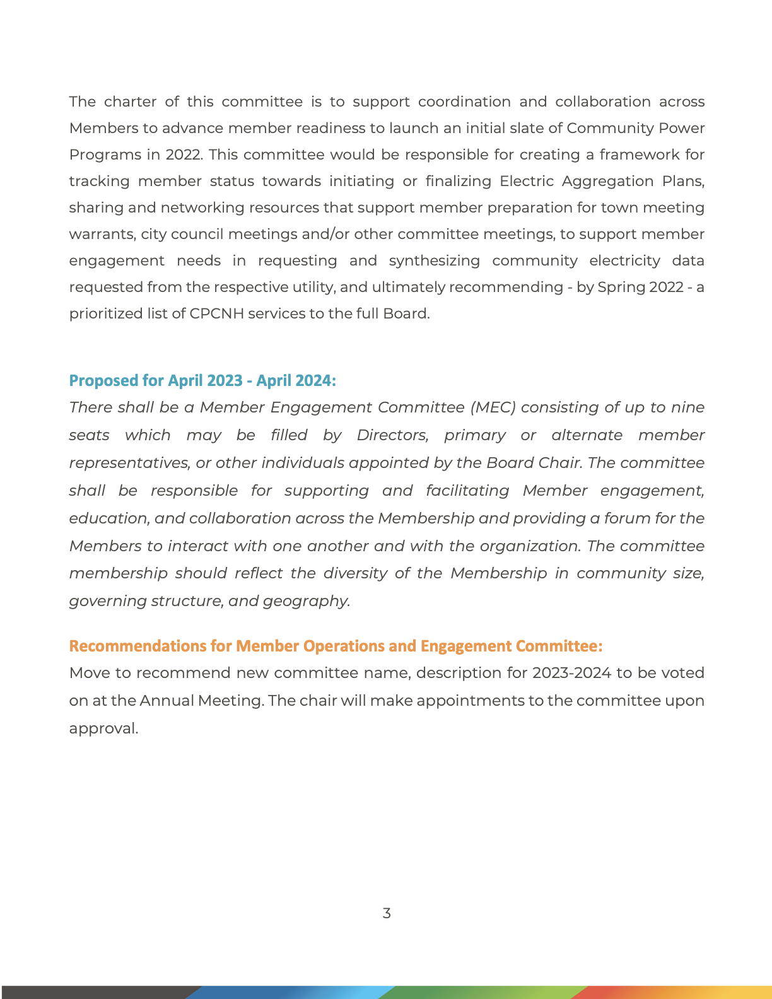 The charter of this committee is to support coordination and collaboration across
Members to advance member readiness to launch an initial slate of Community Power
Programs in 2022. This committee would be responsible for creating a framework for
tracking member status towards initiating or finalizing Electric Aggregation Plans,
sharing and networking resources that support member preparation for town meeting
warrants, city council meetings and/or other committee meetings, to support member
engagement needs in requesting and synthesizing community electricity data
requested from the respective utility, and ultimately recommending - by Spring 2022 - a
prioritized list of CPCNH services to the full Board.
Proposed for April 2023 - April 2024:
There shall be a Member Engagement Committee (MEC) consisting of up to nine
seats which may be filled by Directors, primary or alternate member
representatives, or other individuals appointed by the Board Chair. The committee
shall be responsible for supporting and facilitating Member engagement,
education, and collaboration across the Membership and providing a forum for the
Members to interact with one another and with the organization. The committee
membership should reflect the diversity of the Membership in community size,
governing structure, and geography.
Recommendations for Member Operations and Engagement Committee:
Move to recommend new committee name, description for 2023-2024 to be voted
on at the Annual Meeting. The chair will make appointments to the committee upon
approval.
3